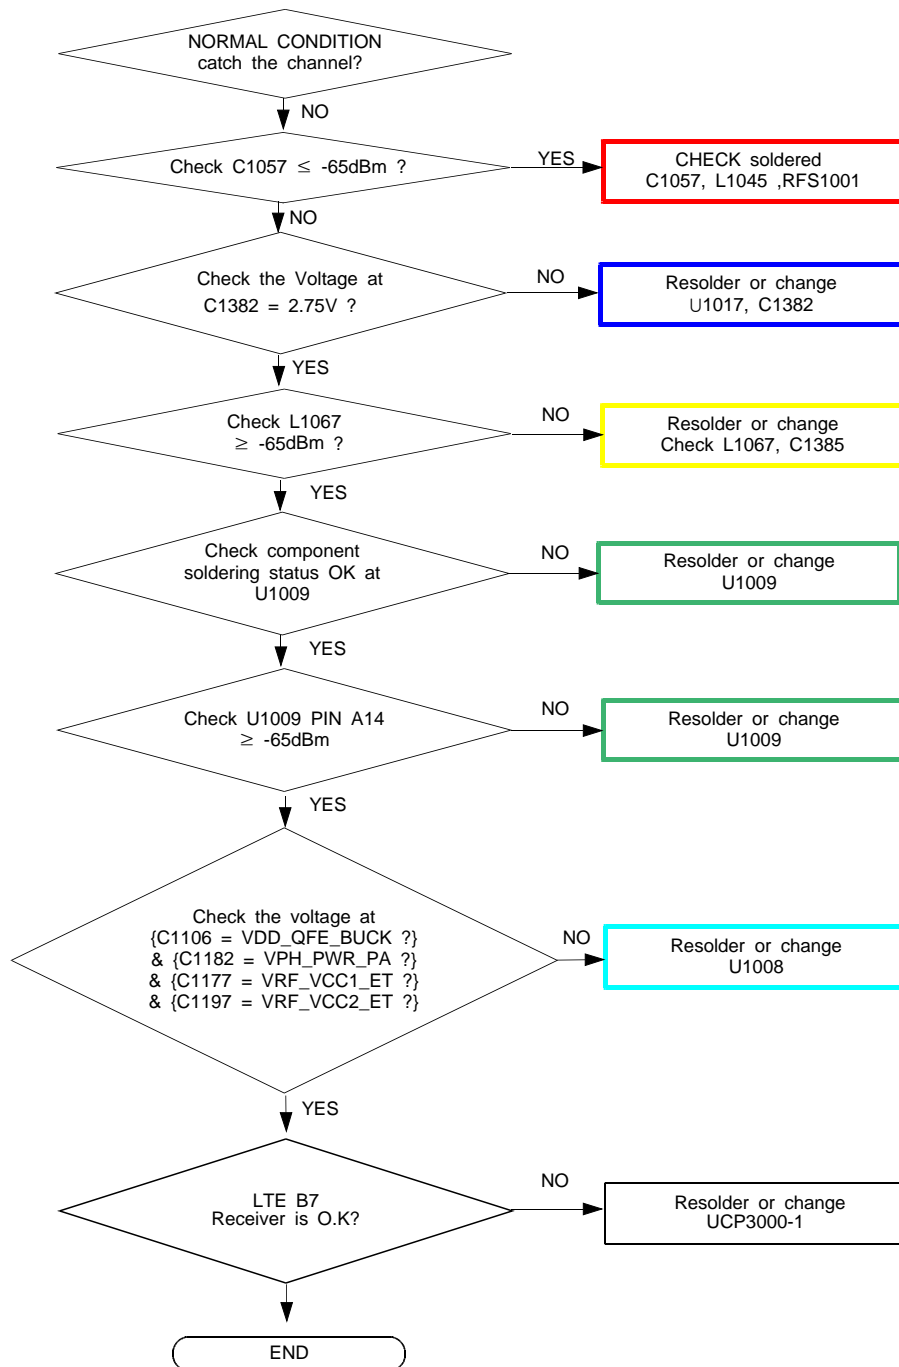 NORMAL CONDITION
catch the channel?
NO
Check C1057 ≤ -65dBm ?
YES
CHECK soldered
C1057, L1045 ,RFS1001
NO
Check the Voltage at
C1382 = 2.75V ?
NO
Resolder or change
U1017, C1382
YES
Check L1067
≥ -65dBm ?
NO
Resolder or change
Check L1067, C1385
YES
Check component
soldering status OK at
U1009
NO
Resolder or change
U1009
YES
Check U1009 PIN A14
≥ -65dBm
NO
Resolder or change
U1009
YES
Check the voltage at
{C1106 = VDD_QFE_BUCK ?}
& {C1182 = VPH_PWR_PA ?}
& {C1177 = VRF_VCC1_ET ?}
& {C1197 = VRF_VCC2_ET ?}
NO
Resolder or change
U1008
YES
LTE B7
Receiver is O.K?
NO
Resolder or change
UCP3000-1
END